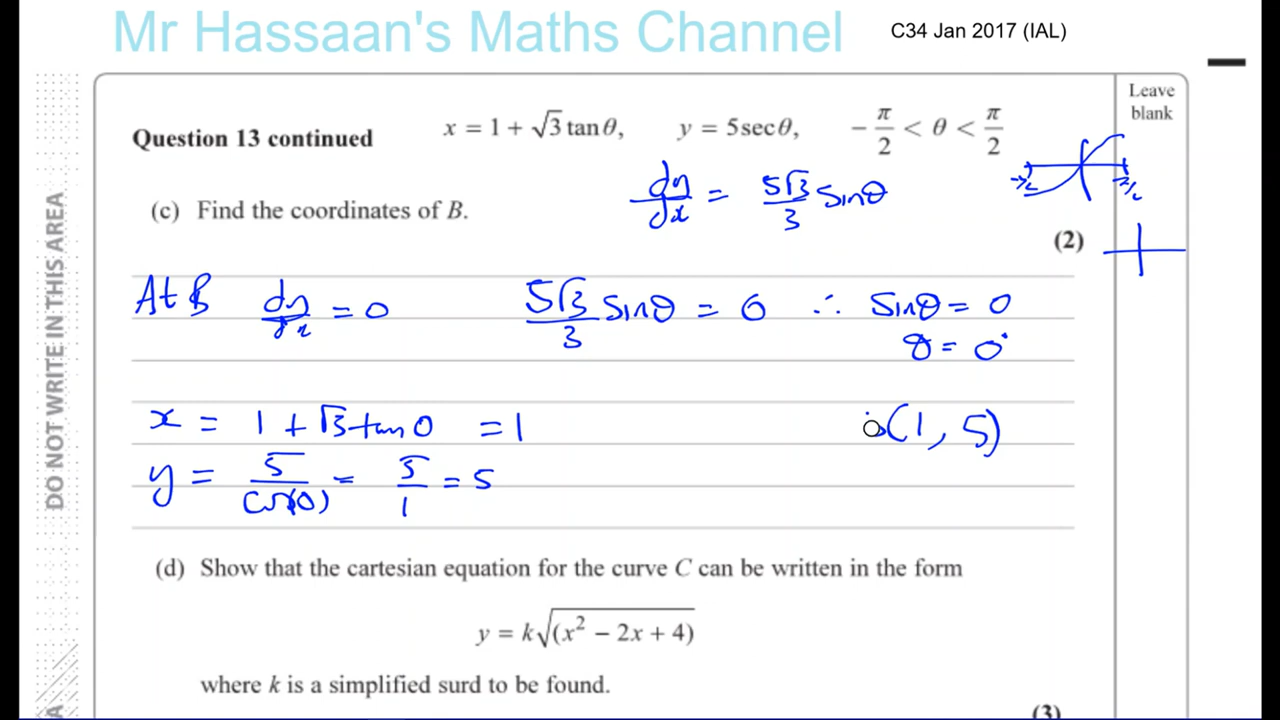 Mr Hassaan's Maths Channel
C34 Jan 2017 (IAL)
Leave
blank
Question 13 continued
x = 1 + √3 tanθ, y = 5secθ, −π/2 < θ < π/2
dy/dx = 5√3/3 sinθ
-π/2 π/2
(c) Find the coordinates of B.
(2)
At B dy/dx = 0 5√3/3 sinθ = 0 ∴ sinθ = 0
θ = 0°
x = 1 + √3 tan 0 = 1
(1, 5)
y = 5/cos(0) = 5/1 = 5
(d) Show that the cartesian equation for the curve C can be written in the form
y = k√(x² − 2x + 4)
where k is a simplified surd to be found.
(3)
DO NOT WRITE IN THIS AREA
A